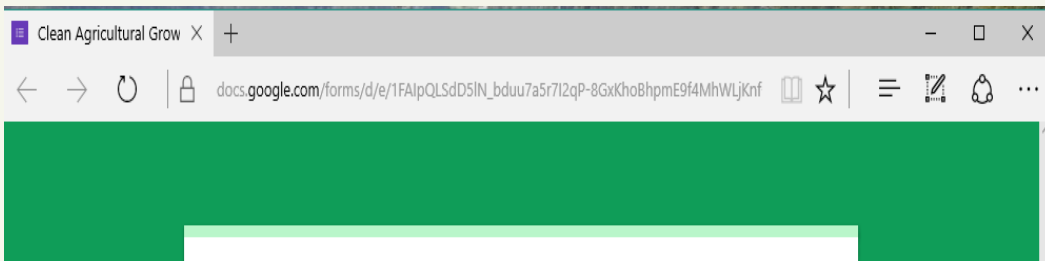 Clean Agricultural Grow
docs.google.com/forms/d/e/1FAIpQLSdD5lN_bduu7a5r7I2qP-8GxKhoBhpmE9f4MhWLjKnf